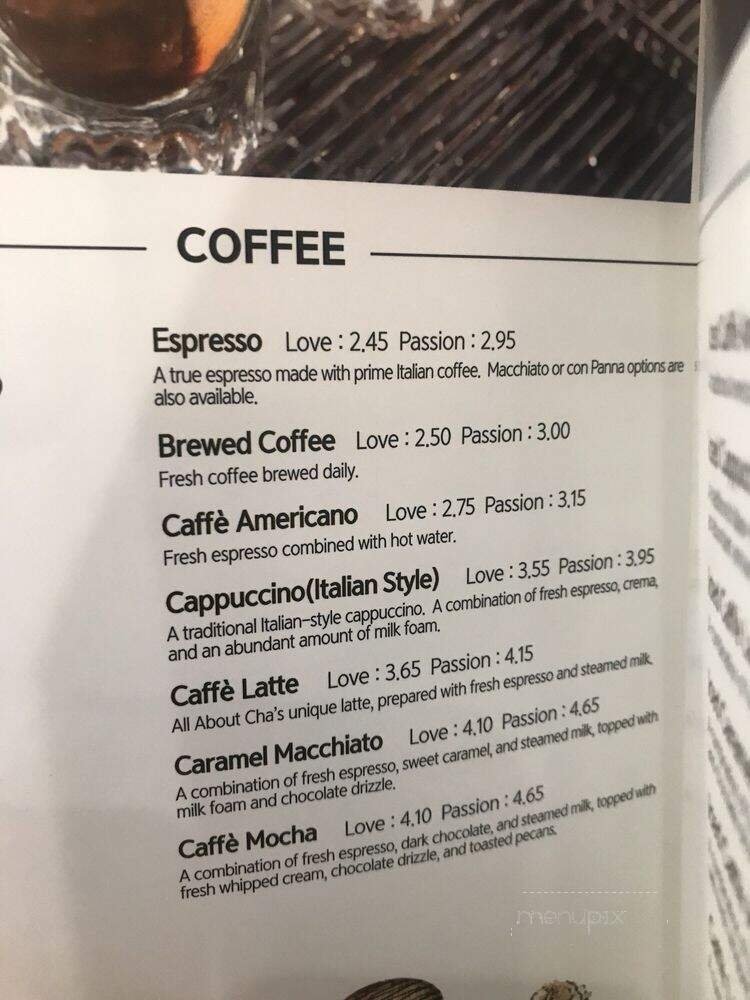 COFFEE
Espresso Love : 2.45 Passion : 2.95
A true espresso made with prime Italian coffee. Macchiato or con Panna options are
also available.
Brewed Coffee Love : 2.50 Passion : 3.00
Fresh coffee brewed daily.
Caffè Americano Love : 2.75 Passion : 3.15
Fresh espresso combined with hot water.
Cappuccino(Italian Style) Love : 3.55 Passion : 3.95
A traditional Italian-style cappuccino. A combination of fresh espresso, crema,
and an abundant amount of milk foam.
Caffè Latte Love : 3.65 Passion : 4.15
All About Cha's unique latte, prepared with fresh espresso and steamed milk.
Caramel Macchiato Love : 4.10 Passion : 4.65
A combination of fresh espresso, sweet caramel, and steamed milk, topped with
milk foam and chocolate drizzle.
Caffè Mocha Love : 4.10 Passion : 4.65
A combination of fresh espresso, dark chocolate, and steamed milk, topped with
fresh whipped cream, chocolate drizzle, and toasted pecans.
menupix